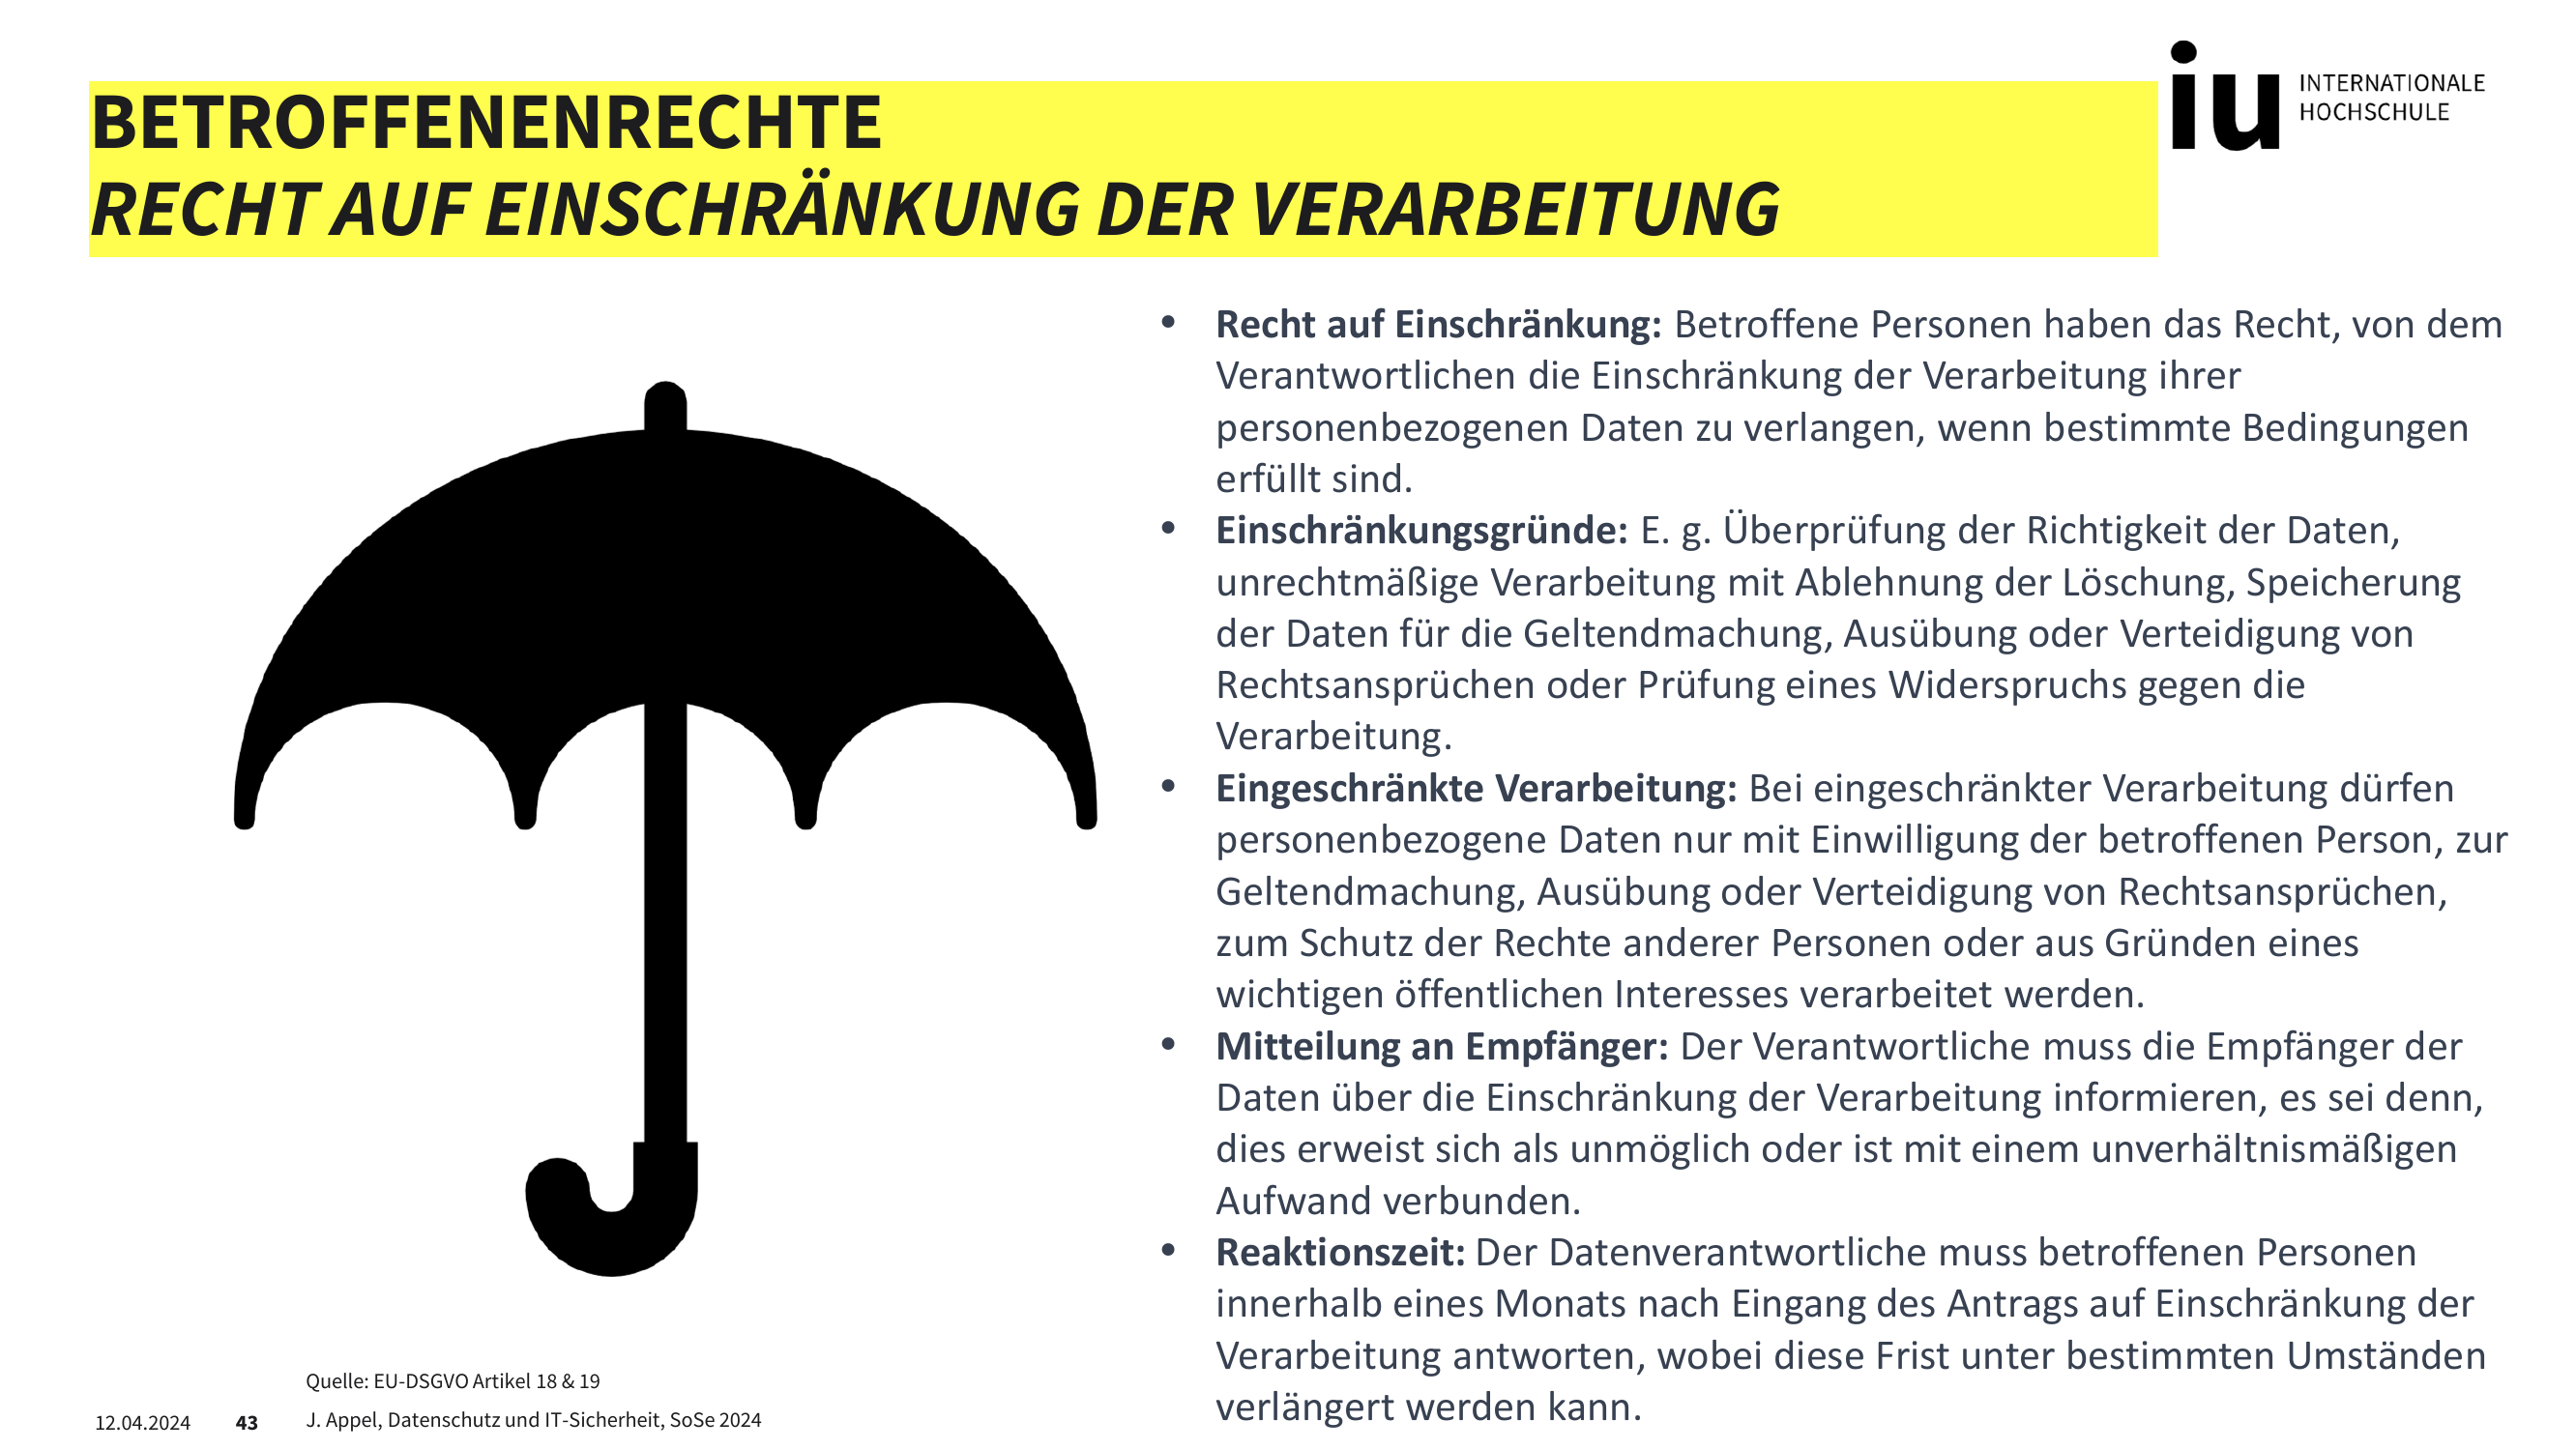 BETROFFENENRECHTE
RECHT AUF EINSCHRÄNKUNG DER VERARBEITUNG
iu INTERNATIONALE
HOCHSCHULE
• Recht auf Einschränkung: Betroffene Personen haben das Recht, von dem
Verantwortlichen die Einschränkung der Verarbeitung ihrer
personenbezogenen Daten zu verlangen, wenn bestimmte Bedingungen
erfüllt sind.
• Einschränkungsgründe: E. g. Überprüfung der Richtigkeit der Daten,
unrechtmäßige Verarbeitung mit Ablehnung der Löschung, Speicherung
der Daten für die Geltendmachung, Ausübung oder Verteidigung von
Rechtsansprüchen oder Prüfung eines Widerspruchs gegen die
Verarbeitung.
• Eingeschränkte Verarbeitung: Bei eingeschränkter Verarbeitung dürfen
personenbezogene Daten nur mit Einwilligung der betroffenen Person, zur
Geltendmachung, Ausübung oder Verteidigung von Rechtsansprüchen,
zum Schutz der Rechte anderer Personen oder aus Gründen eines
wichtigen öffentlichen Interesses verarbeitet werden.
• Mitteilung an Empfänger: Der Verantwortliche muss die Empfänger der
Daten über die Einschränkung der Verarbeitung informieren, es sei denn,
dies erweist sich als unmöglich oder ist mit einem unverhältnismäßigen
Aufwand verbunden.
• Reaktionszeit: Der Datenverantwortliche muss betroffenen Personen
innerhalb eines Monats nach Eingang des Antrags auf Einschränkung der
Verarbeitung antworten, wobei diese Frist unter bestimmten Umständen
verlängert werden kann.
Quelle: EU-DSGVO Artikel 18 & 19
12.04.2024 43 J. Appel, Datenschutz und IT-Sicherheit, SoSe 2024